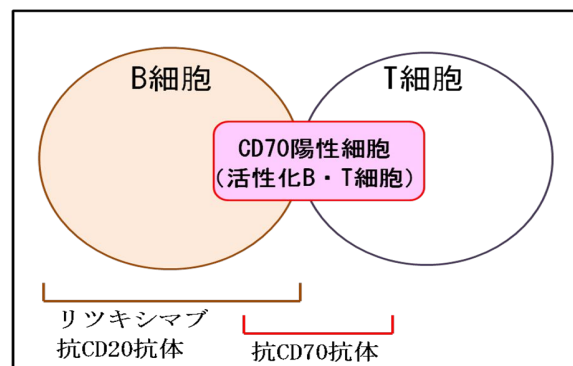 B細胞
T細胞
CD70陽性細胞
(活性化B・T細胞)
リツキシマブ
抗CD20抗体
抗CD70抗体